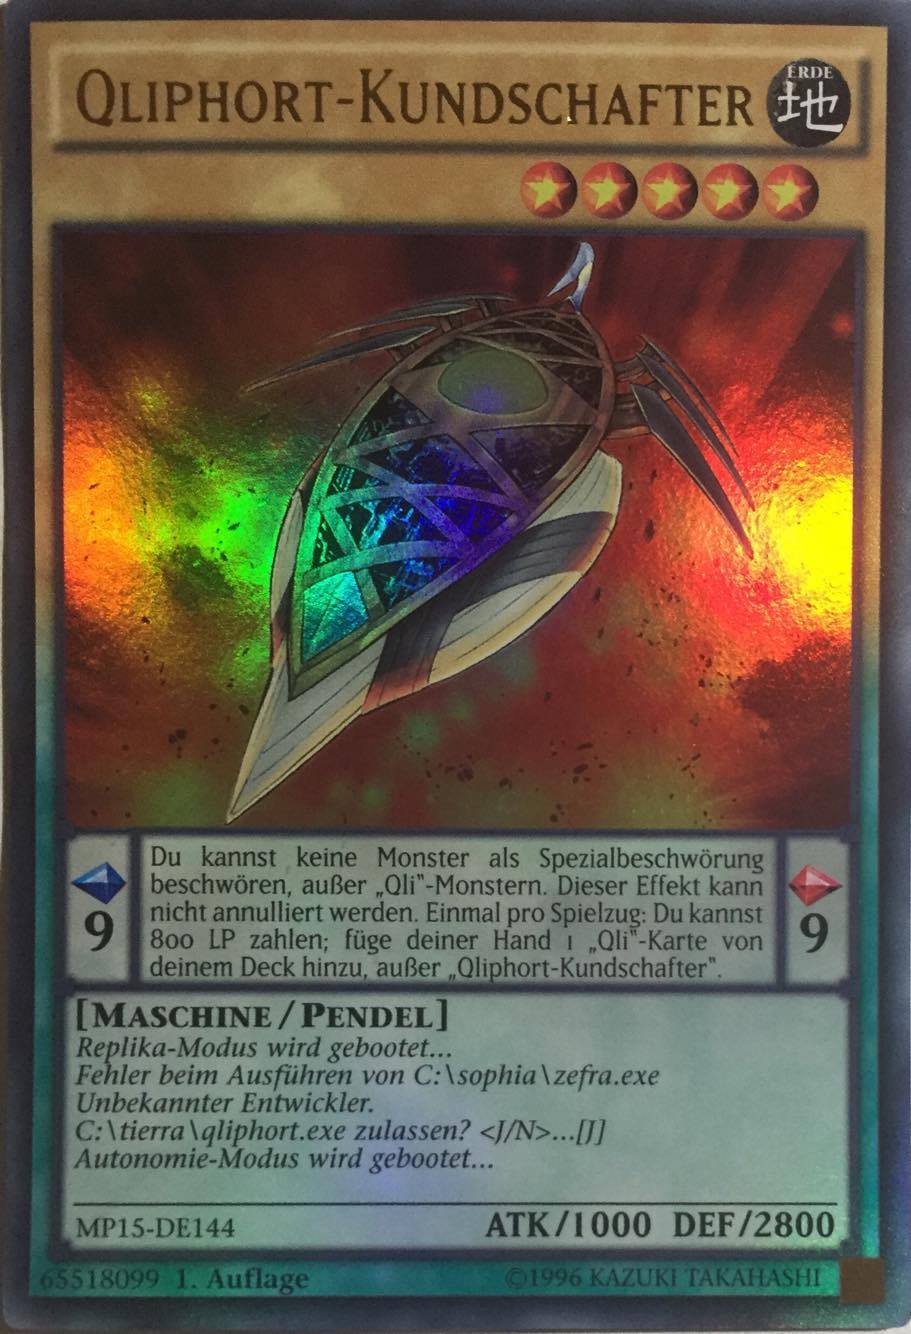 Qliphort-Kundschafter
ERDE
地
9
Du kannst keine Monster als Spezialbeschwörung
beschwören, außer „Qli"-Monstern. Dieser Effekt kann
nicht annulliert werden. Einmal pro Spielzug: Du kannst
800 LP zahlen; füge deiner Hand 1 „Qli"-Karte von
deinem Deck hinzu, außer „Qliphort-Kundschafter".
9
[Maschine / Pendel]
Replika-Modus wird gebootet...
Fehler beim Ausführen von C:\sophia\zefra.exe
Unbekannter Entwickler.
C:\tierra\qliphort.exe zulassen? <J/N>...[J]
Autonomie-Modus wird gebootet...
MP15-DE144 ATK/1000 DEF/2800
65518099 1. Auflage ©1996 KAZUKI TAKAHASHI